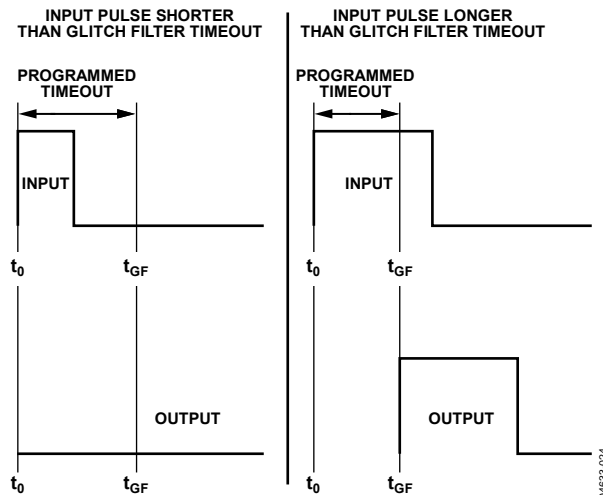 INPUT PULSE SHORTER
THAN GLITCH FILTER TIMEOUT
PROGRAMMED
TIMEOUT
INPUT
t0
tGF
OUTPUT
t0
tGF
INPUT PULSE LONGER
THAN GLITCH FILTER TIMEOUT
PROGRAMMED
TIMEOUT
INPUT
t0
tGF
OUTPUT
t0
tGF